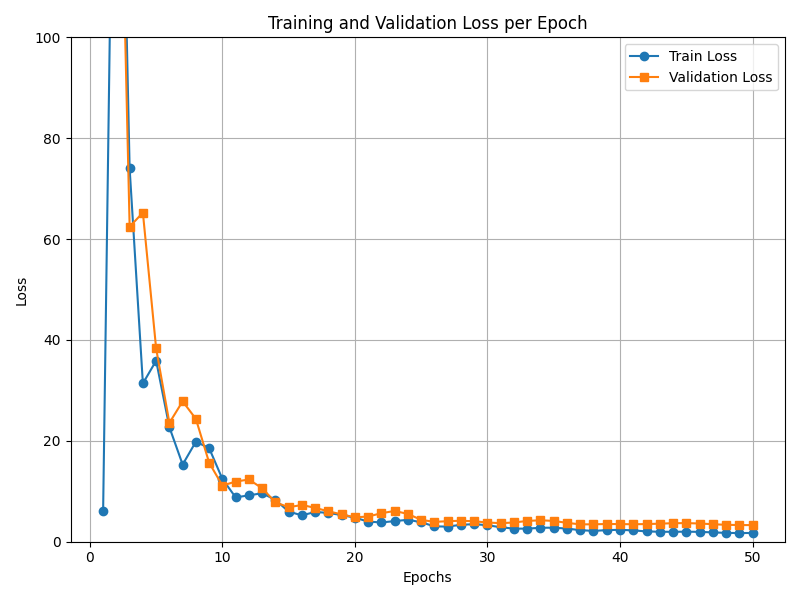 Training and Validation Loss per Epoch
Train Loss
Validation Loss
Loss
100
80
60
40
20
0
0 10 20 30 40 50
Epochs